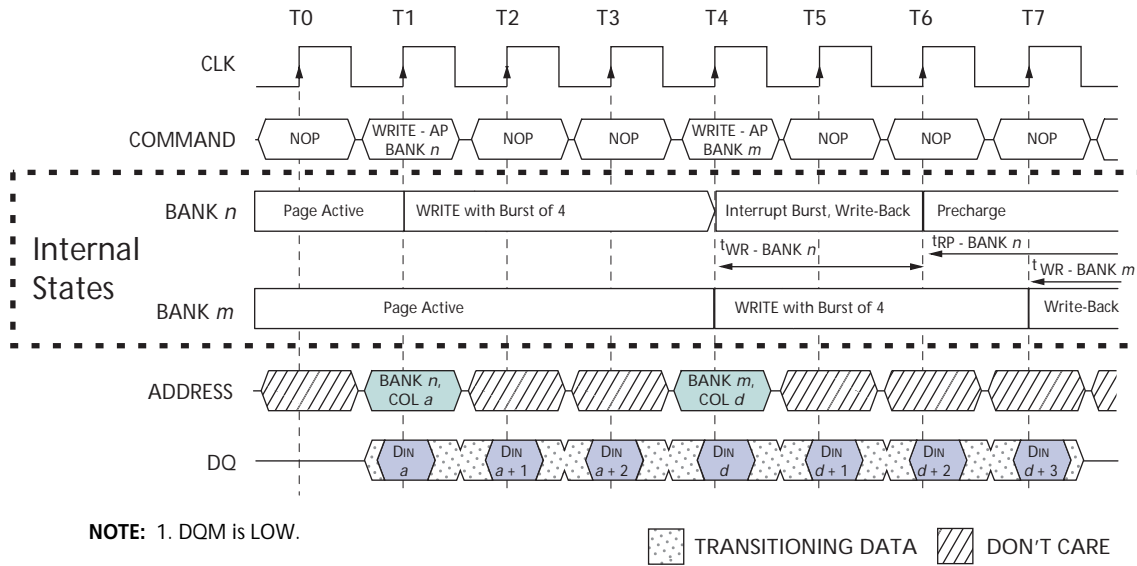 T0 T1 T2 T3 T4 T5 T6 T7
CLK
COMMAND NOP WRITE - AP BANK n NOP NOP WRITE - AP BANK m NOP NOP NOP
Internal States
BANK n Page Active WRITE with Burst of 4 Interrupt Burst, Write-Back Precharge
tWR - BANK n tRP - BANK n
t WR - BANK m
BANK m Page Active WRITE with Burst of 4 Write-Back
ADDRESS BANK n, COL a BANK m, COL d
DQ DIN a DIN a + 1 DIN a + 2 DIN d DIN d + 1 DIN d + 2 DIN d + 3
NOTE: 1. DQM is LOW.
TRANSITIONING DATA DON'T CARE